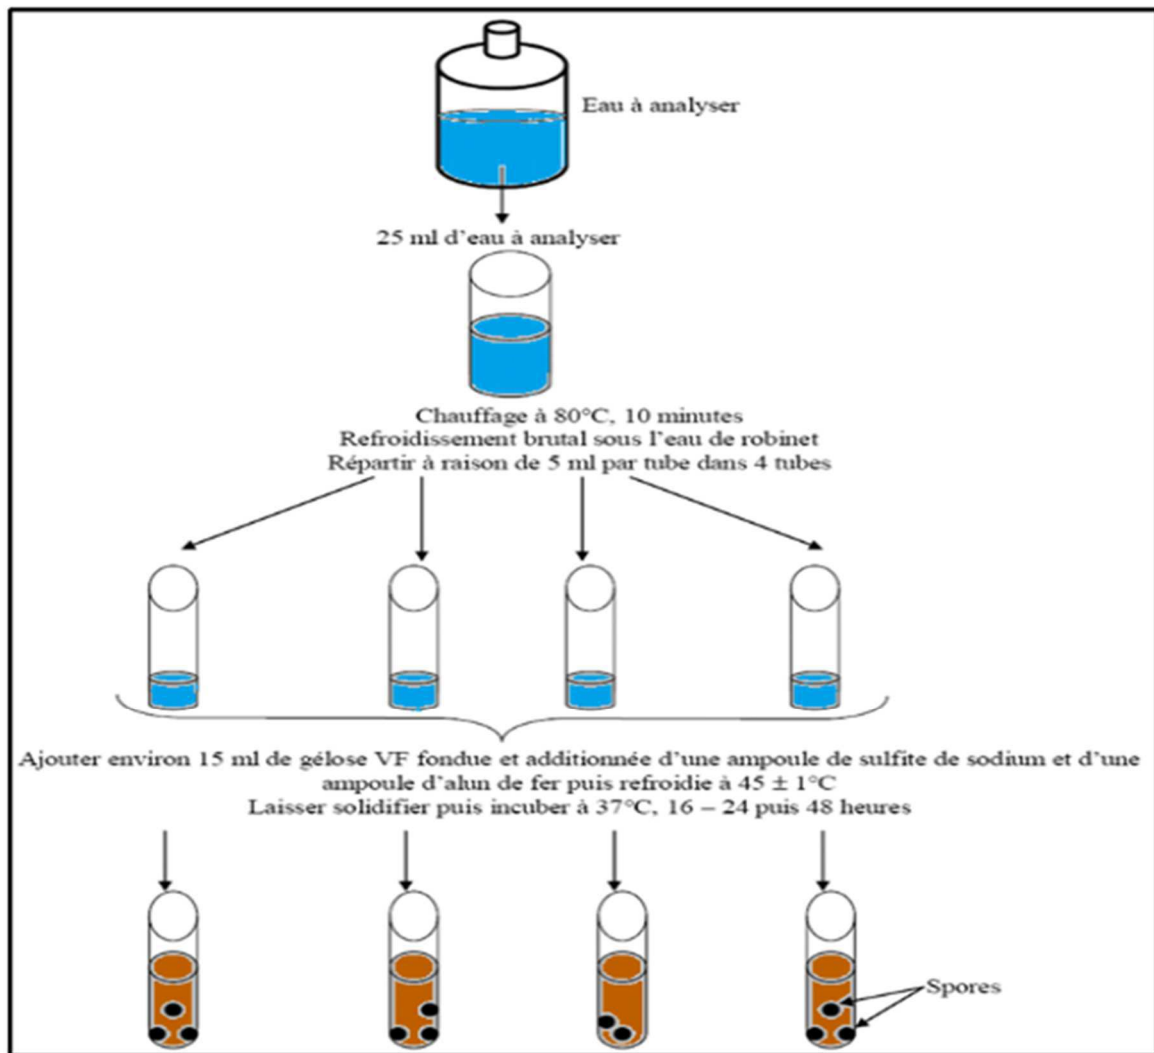 Eau à analyser
25 ml d’eau à analyser
Chauffage à 80°C, 10 minutes
Refroidissement brutal sous l’eau de robinet
Répartir à raison de 5 ml par tube dans 4 tubes
Ajouter environ 15 ml de gélose VF fondue et additionnée d’une ampoule de sulfite de sodium et d’une
ampoule d’alun de fer puis refroidie à 45 ± 1°C
Laisser solidifier puis incuber à 37°C, 16 – 24 puis 48 heures
Spores